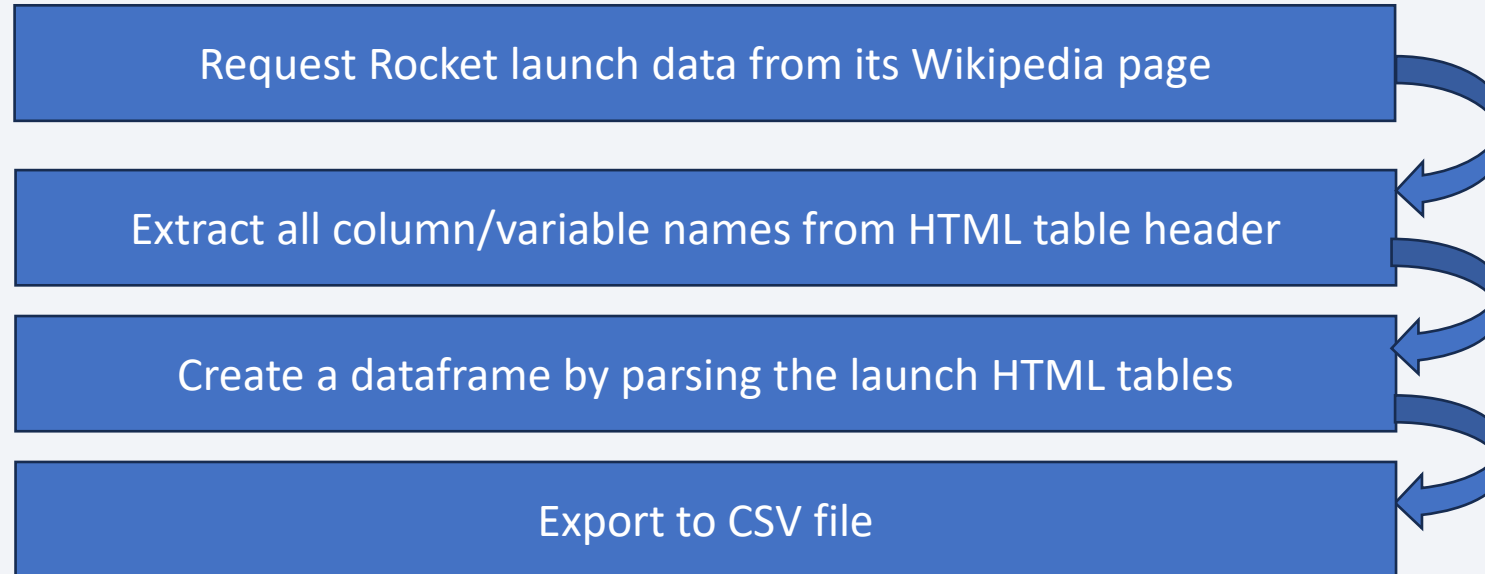 Request Rocket launch data from its Wikipedia page
Extract all column/variable names from HTML table header
Create a dataframe by parsing the launch HTML tables
Export to CSV file